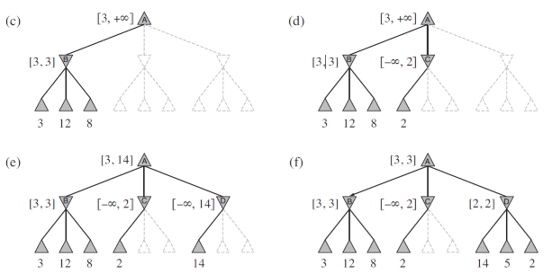 (c) [3, +∞] A
[3, 3] B
3 12 8
(d) [3, +∞] A
[3, 3] B [−∞, 2] C
3 12 8 2
(e) [3, 14] A
[3, 3] B [−∞, 2] C [−∞, 14] D
3 12 8 2 14
(f) [3, 3] A
[3, 3] B [−∞, 2] C [2, 2] D
3 12 8 2 14 5 2